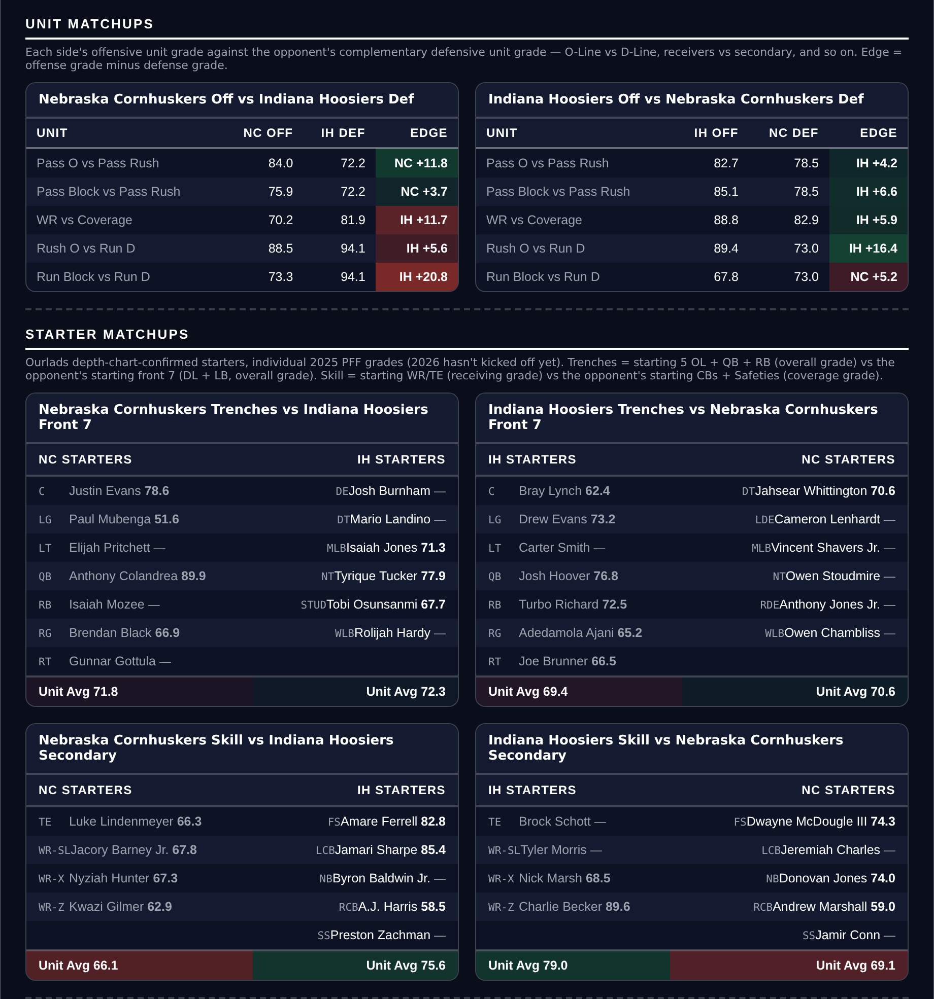 UNIT MATCHUPS
Each side's offensive unit grade against the opponent's complementary defensive unit grade — O-Line vs D-Line, receivers vs secondary, and so on. Edge =
offense grade minus defense grade.
Nebraska Cornhuskers Off vs Indiana Hoosiers Def
UNIT NC OFF IH DEF EDGE
Pass O vs Pass Rush 84.0 72.2 NC +11.8
Pass Block vs Pass Rush 75.9 72.2 NC +3.7
WR vs Coverage 70.2 81.9 IH +11.7
Rush O vs Run D 88.5 94.1 IH +5.6
Run Block vs Run D 73.3 94.1 IH +20.8
Indiana Hoosiers Off vs Nebraska Cornhuskers Def
UNIT IH OFF NC DEF EDGE
Pass O vs Pass Rush 82.7 78.5 IH +4.2
Pass Block vs Pass Rush 85.1 78.5 IH +6.6
WR vs Coverage 88.8 82.9 IH +5.9
Rush O vs Run D 89.4 73.0 IH +16.4
Run Block vs Run D 67.8 73.0 NC +5.2
STARTER MATCHUPS
Ourlads depth-chart-confirmed starters, individual 2025 PFF grades (2026 hasn't kicked off yet). Trenches = starting 5 OL + QB + RB (overall grade) vs the
opponent's starting front 7 (DL + LB, overall grade). Skill = starting WR/TE (receiving grade) vs the opponent's starting CBs + Safeties (coverage grade).
Nebraska Cornhuskers Trenches vs Indiana Hoosiers
Front 7
NC STARTERS IH STARTERS
C Justin Evans 78.6 DEJosh Burnham —
LG Paul Mubenga 51.6 DTMario Landino —
LT Elijah Pritchett — MLBIsaiah Jones 71.3
QB Anthony Colandrea 89.9 NTTyrique Tucker 77.9
RB Isaiah Mozee — STUDTobi Osunsanmi 67.7
RG Brendan Black 66.9 WLBRolijah Hardy —
RT Gunnar Gottula —
Unit Avg 71.8 Unit Avg 72.3
Indiana Hoosiers Trenches vs Nebraska Cornhuskers
Front 7
IH STARTERS NC STARTERS
C Bray Lynch 62.4 DTJahsear Whittington 70.6
LG Drew Evans 73.2 LDECameron Lenhardt —
LT Carter Smith — MLBVincent Shavers Jr. —
QB Josh Hoover 76.8 NTOwen Stoudmire —
RB Turbo Richard 72.5 RDEAnthony Jones Jr. —
RG Adedamola Ajani 65.2 WLBOwen Chambliss —
RT Joe Brunner 66.5
Unit Avg 69.4 Unit Avg 70.6
Nebraska Cornhuskers Skill vs Indiana Hoosiers
Secondary
NC STARTERS IH STARTERS
TE Luke Lindenmeyer 66.3 FSAmare Ferrell 82.8
WR-SLJacory Barney Jr. 67.8 LCBJamari Sharpe 85.4
WR-X Nyziah Hunter 67.3 NBByron Baldwin Jr. —
WR-Z Kwazi Gilmer 62.9 RCBA.J. Harris 58.5
SSPreston Zachman —
Unit Avg 66.1 Unit Avg 75.6
Indiana Hoosiers Skill vs Nebraska Cornhuskers
Secondary
IH STARTERS NC STARTERS
TE Brock Schott — FSDwayne McDougle III 74.3
WR-SLTyler Morris — LCBJeremiah Charles —
WR-X Nick Marsh 68.5 NBDonovan Jones 74.0
WR-Z Charlie Becker 89.6 RCBAndrew Marshall 59.0
SSJamir Conn —
Unit Avg 79.0 Unit Avg 69.1